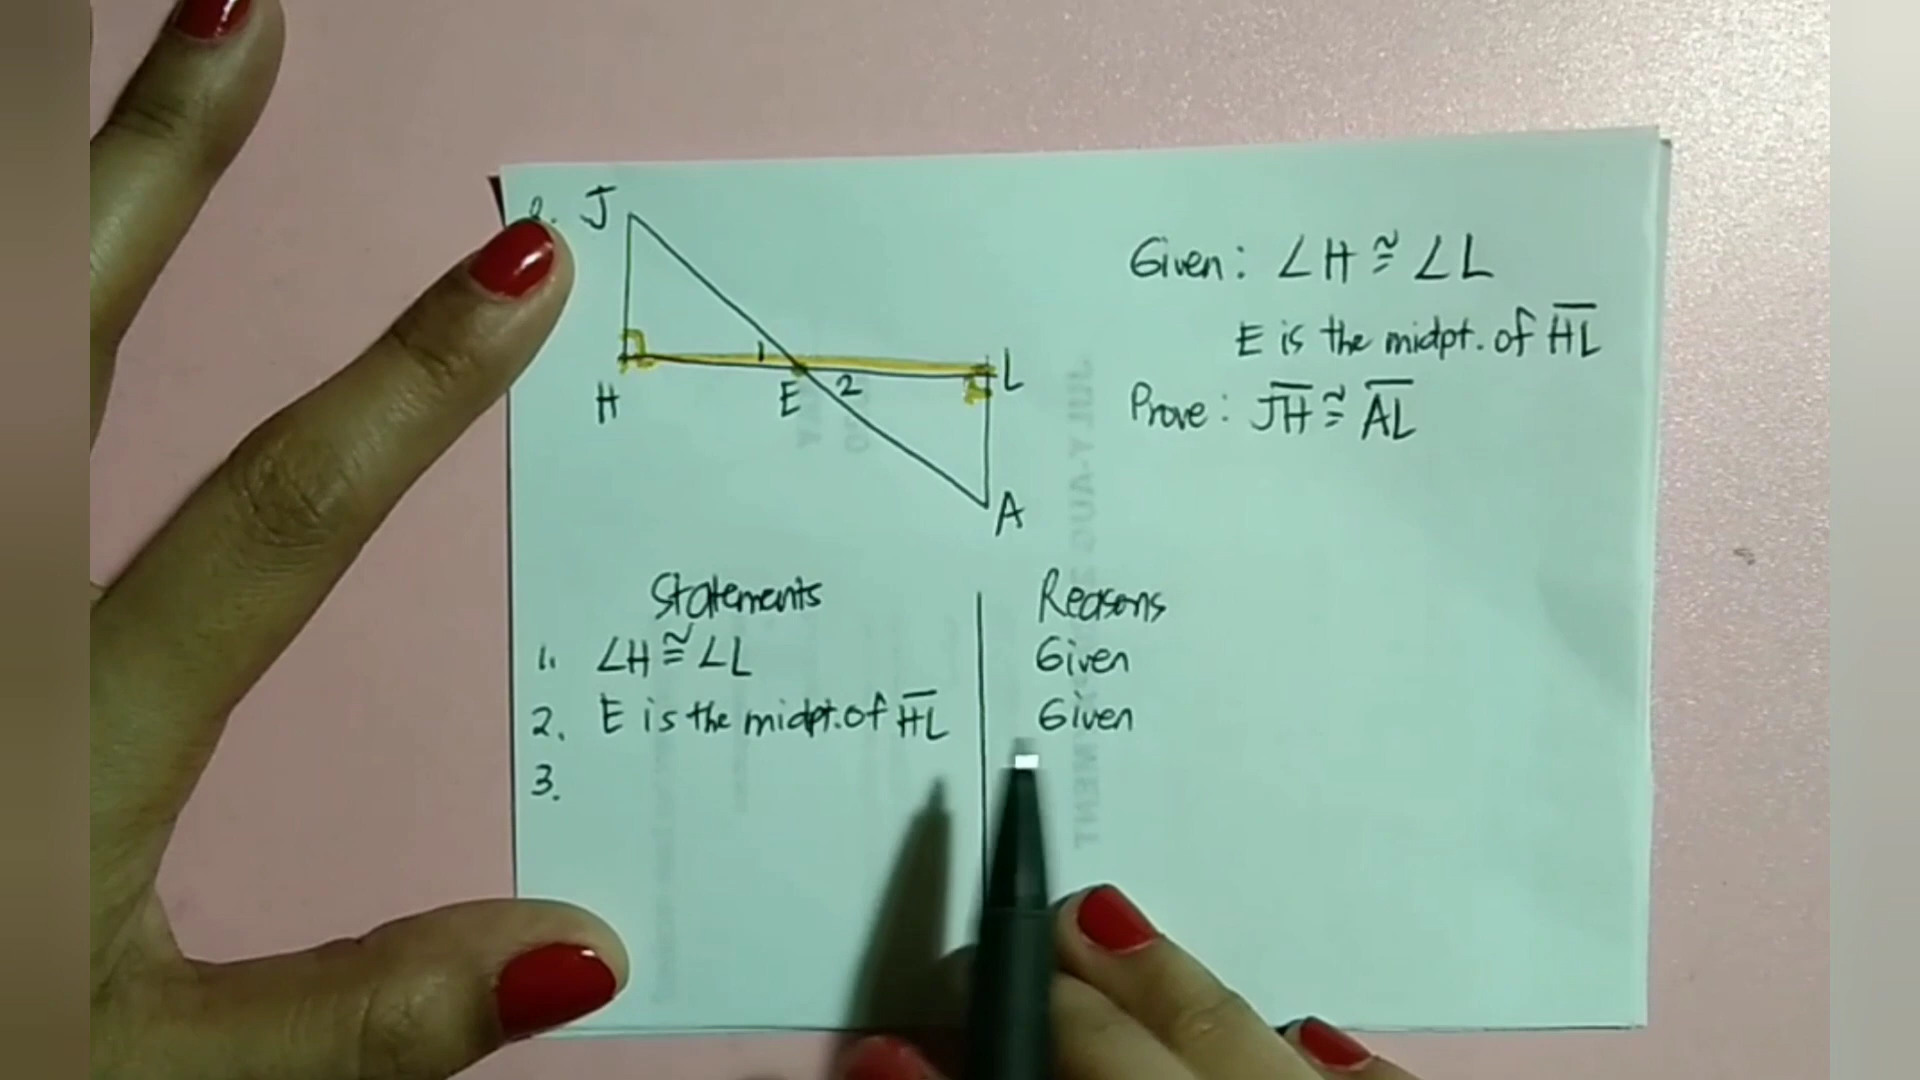 J
H
1
E
2
L
A
Given: ∠H ≅ ∠L
E is the midpt. of HL
Prove: JH ≅ AL
Statements
Reasons
1. ∠H ≅ ∠L
Given
2. E is the midpt. of HL
Given
3.